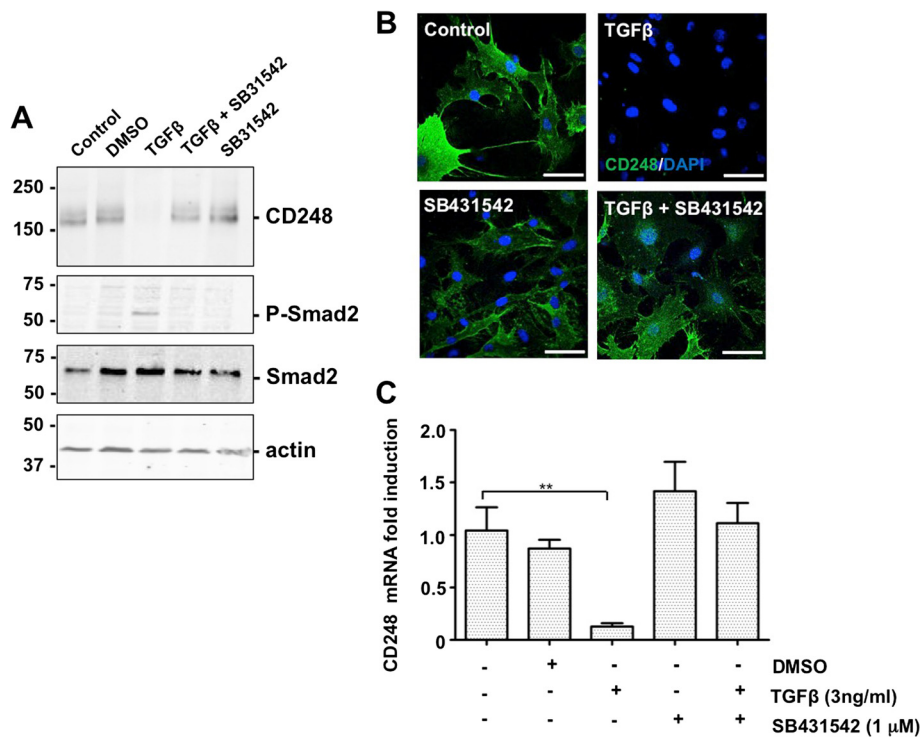 A
Control
DMSO
TGFβ
TGFβ + SB31542
SB31542
250
150
CD248
75
50
P-Smad2
75
50
Smad2
50
37
actin
B
Control
TGFβ
CD248/DAPI
SB431542
TGFβ + SB431542
C
CD248 mRNA fold induction
2.0
1.5
1.0
0.5
0
**
- + - - - DMSO
- - + - + TGFβ (3ng/ml)
- - - + + SB431542 (1 μM)